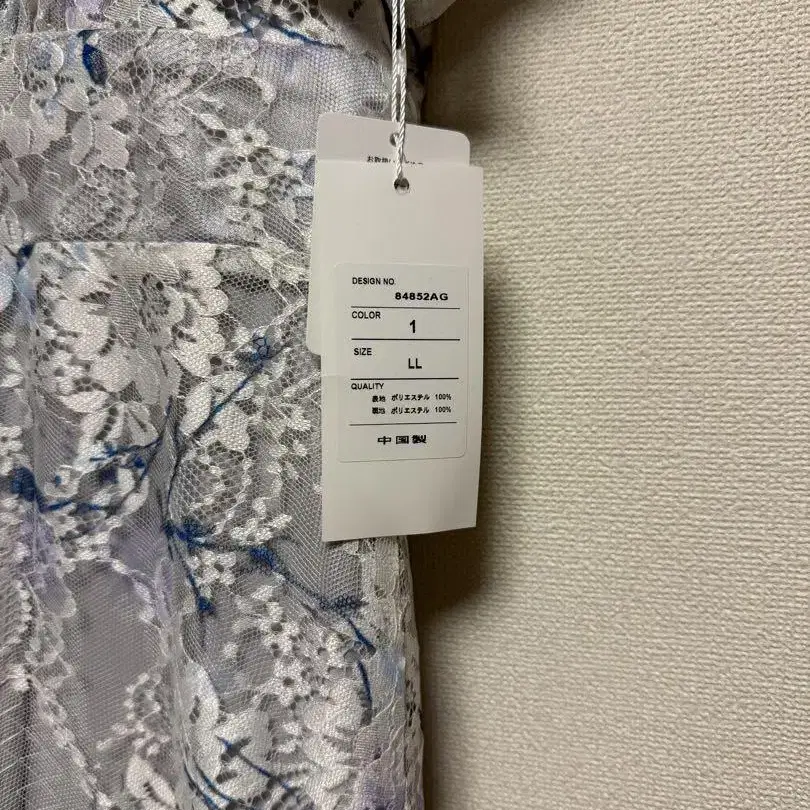 DESIGN NO.
84852AG
COLOR
1
SIZE
LL
QUALITY
表地 ポリエステル 100%
裏地 ポリエステル 100%
中国製